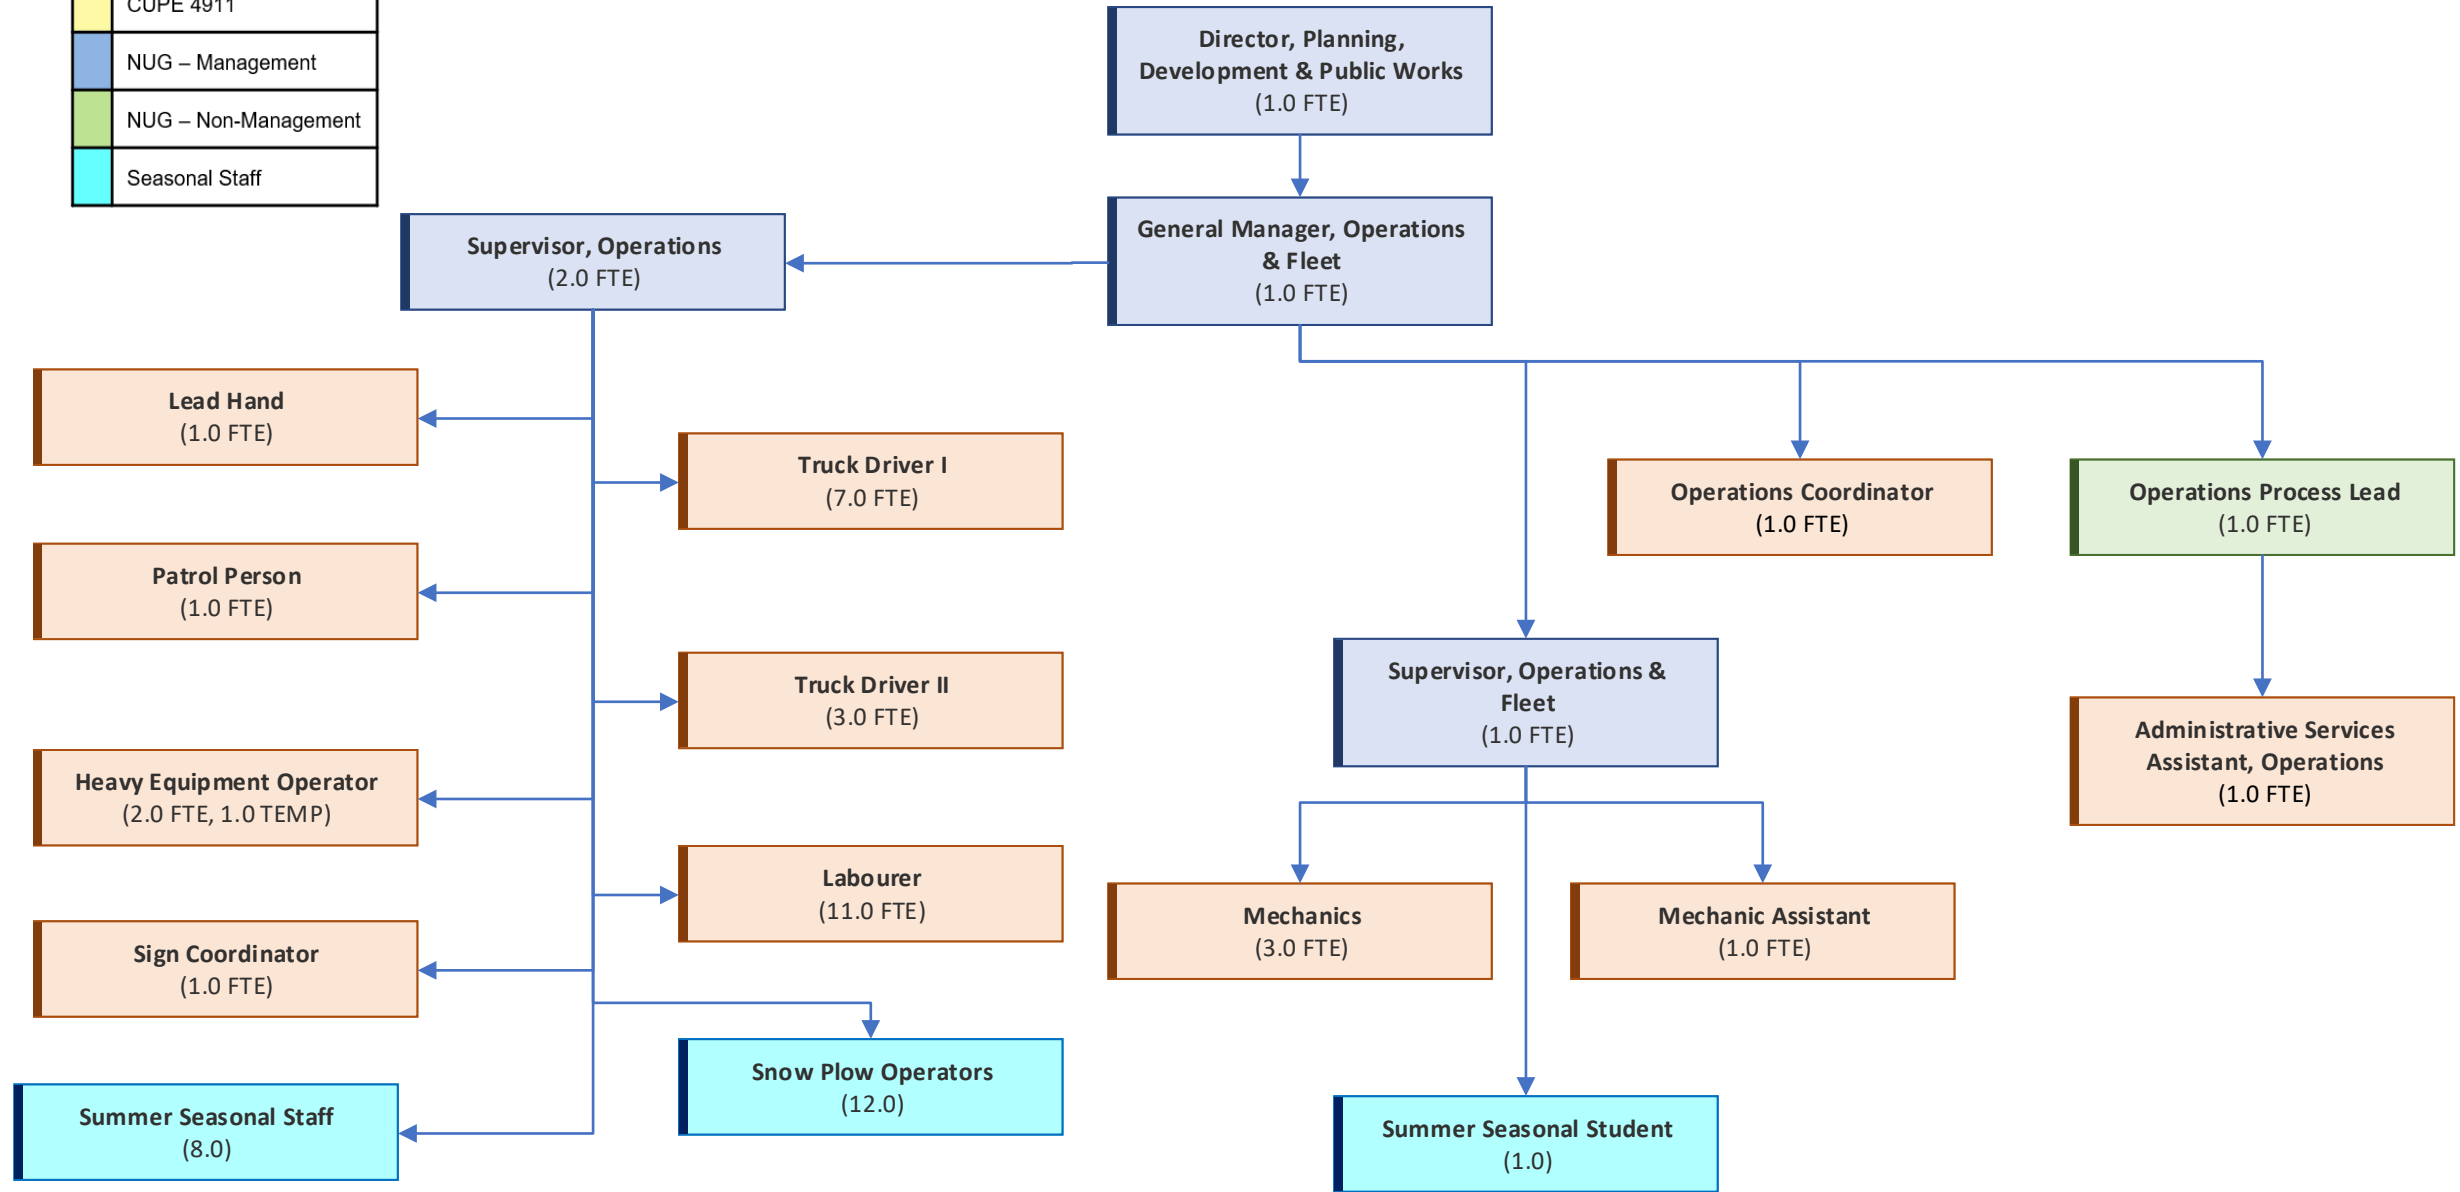 CUPE 4911
NUG – Management
NUG – Non-Management
Seasonal Staff
Director, Planning,
Development & Public Works
(1.0 FTE)
General Manager, Operations
& Fleet
(1.0 FTE)
Supervisor, Operations
(2.0 FTE)
Lead Hand
(1.0 FTE)
Truck Driver I
(7.0 FTE)
Patrol Person
(1.0 FTE)
Truck Driver II
(3.0 FTE)
Heavy Equipment Operator
(2.0 FTE, 1.0 TEMP)
Labourer
(11.0 FTE)
Sign Coordinator
(1.0 FTE)
Snow Plow Operators
(12.0)
Summer Seasonal Staff
(8.0)
Operations Coordinator
(1.0 FTE)
Operations Process Lead
(1.0 FTE)
Supervisor, Operations &
Fleet
(1.0 FTE)
Administrative Services
Assistant, Operations
(1.0 FTE)
Mechanics
(3.0 FTE)
Mechanic Assistant
(1.0 FTE)
Summer Seasonal Student
(1.0)